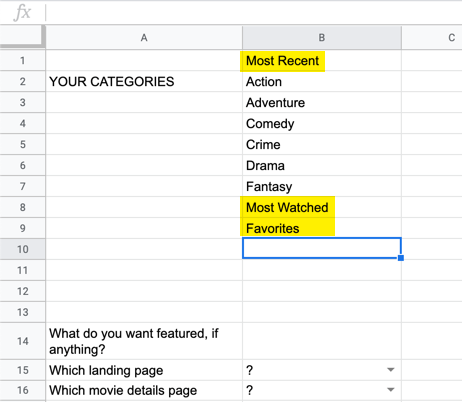 fx
A B C
1 Most Recent
2 YOUR CATEGORIES Action
3 Adventure
4 Comedy
5 Crime
6 Drama
7 Fantasy
8 Most Watched
9 Favorites
10
11
12
13
14 What do you want featured, if
anything?
15 Which landing page ?
16 Which movie details page ?